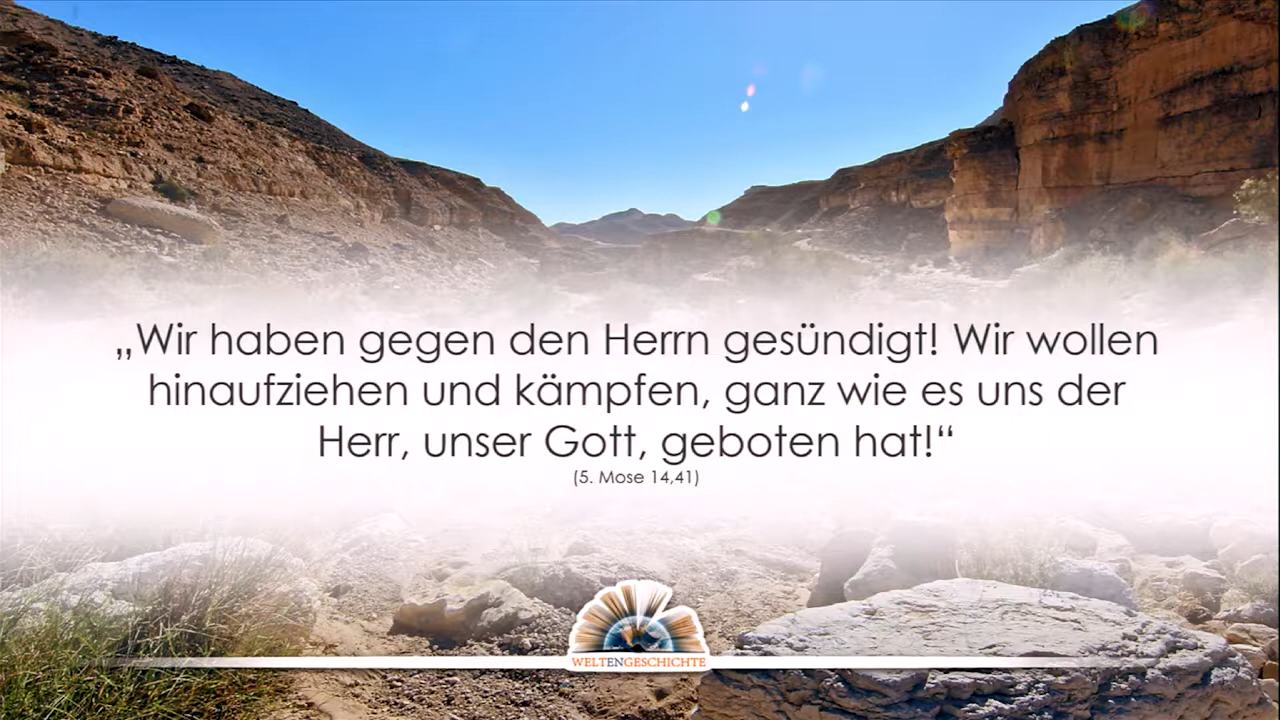 „Wir haben gegen den Herrn gesündigt! Wir wollen
hinaufziehen und kämpfen, ganz wie es uns der
Herr, unser Gott, geboten hat!“
(5. Mose 14,41)
WELTENGESCHICHTE